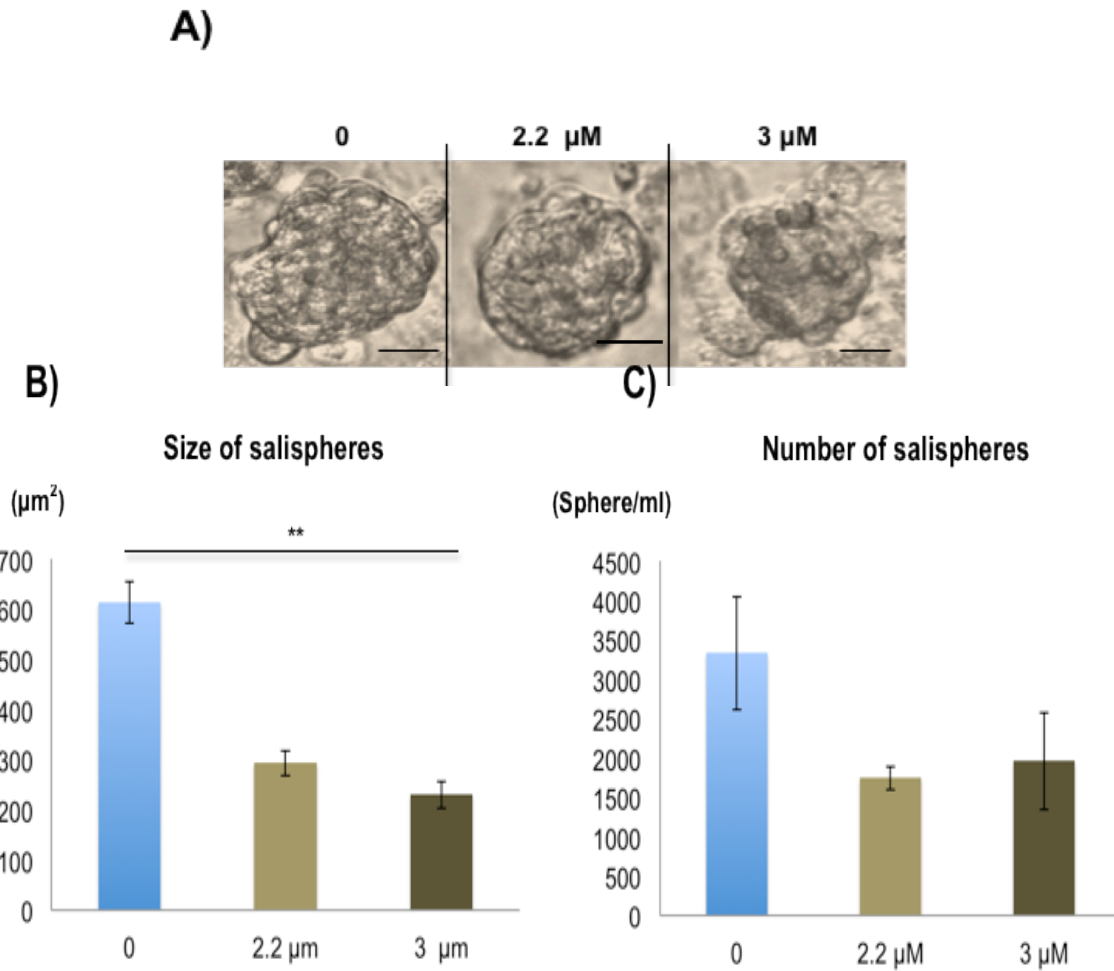 A)
0 2.2 µM 3 µM
B)
Size of salispheres
(µm²)
**
700
600
500
400
300
200
100
0
0 2.2 µm 3 µm
C)
Number of salispheres
(Sphere/ml)
4500
4000
3500
3000
2500
2000
1500
1000
500
0
0 2.2 µM 3 µM